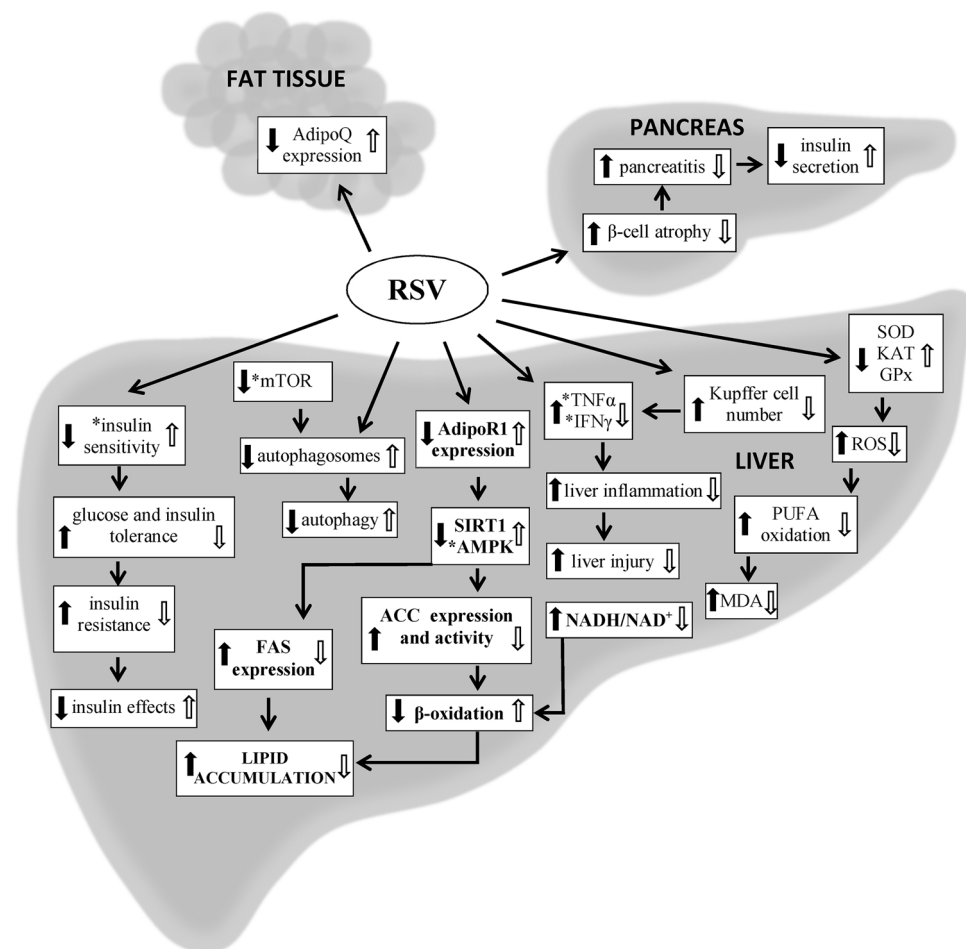 FAT TISSUE
AdipoQ
expression
PANCREAS
pancreatitis
insulin
secretion
β-cell atrophy
RSV
SOD
KAT
GPx
*mTOR
*TNFα
*IFNγ
Kupffer cell
number
*insulin
sensitivity
AdipoR1
expression
autophagosomes
ROS
LIVER
liver inflammation
glucose and insulin
tolerance
autophagy
SIRT1
*AMPK
PUFA
oxidation
liver injury
insulin
resistance
MDA
ACC expression
and activity
NADH/NAD⁺
FAS
expression
insulin effects
β-oxidation
LIPID
ACCUMULATION